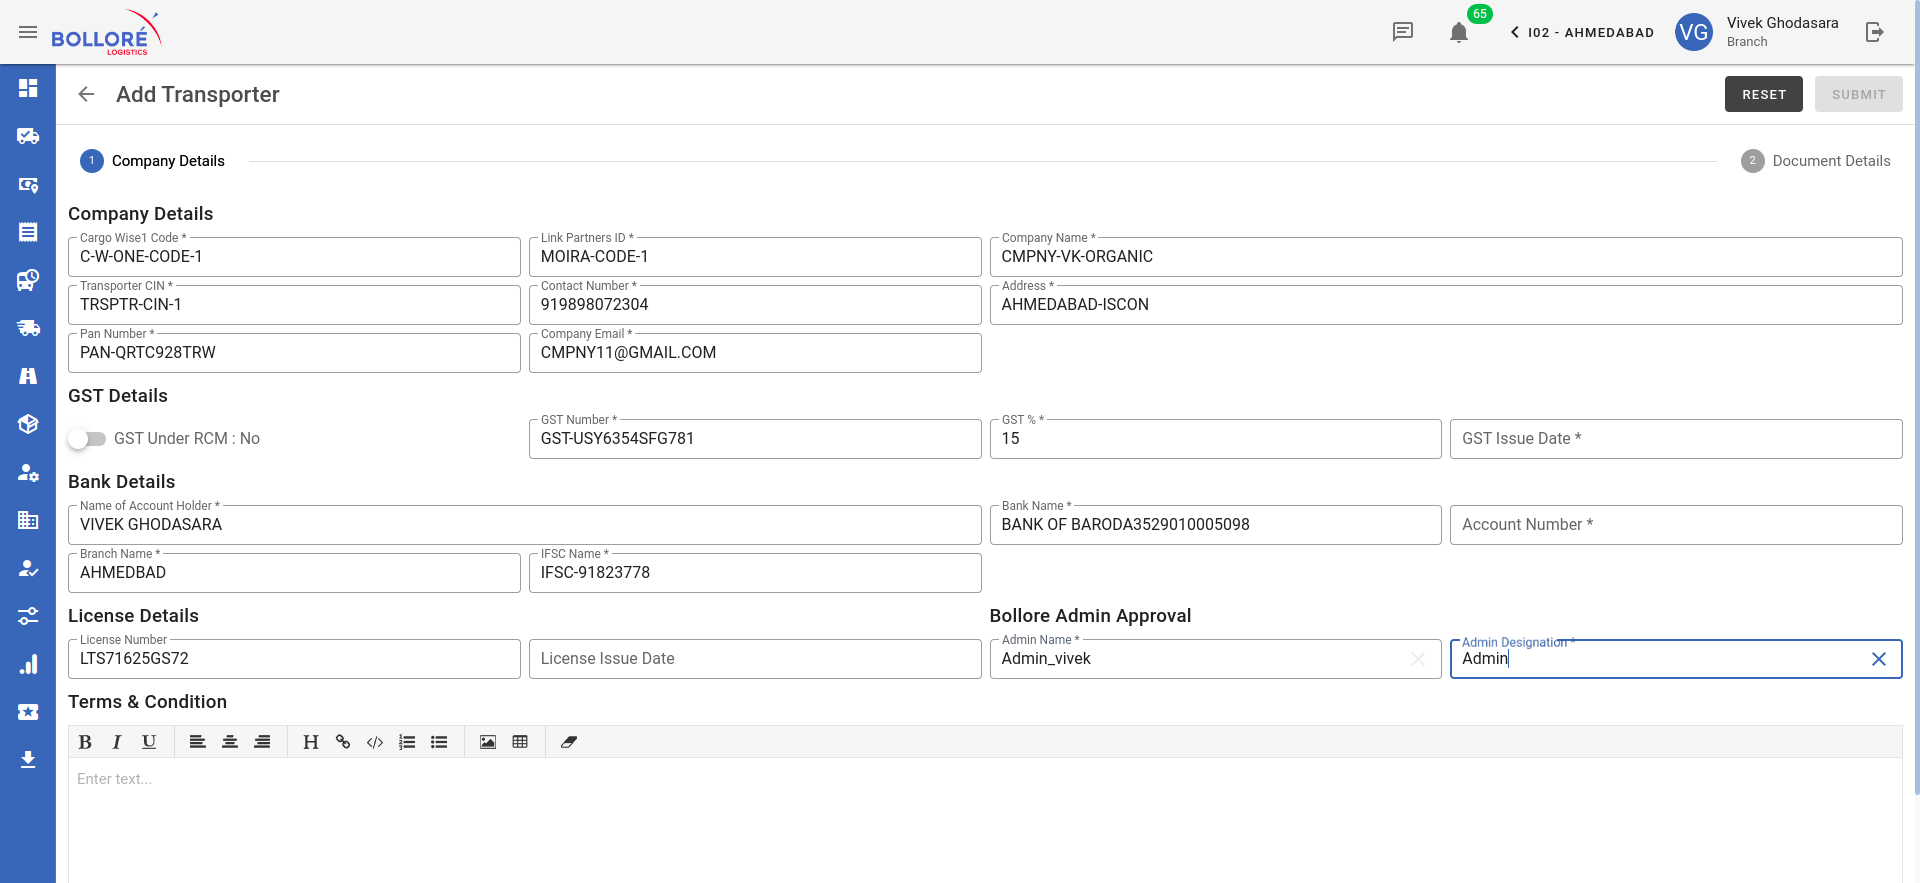 BOLLORÉ
LOGISTICS
65
I02 - AHMEDABAD
VG
Vivek Ghodasara
Branch
Add Transporter
RESET
SUBMIT
1
Company Details
2
Document Details
Company Details
Cargo Wise1 Code *
C-W-ONE-CODE-1
Link Partners ID *
MOIRA-CODE-1
Company Name *
CMPNY-VK-ORGANIC
Transporter CIN *
TRSPTR-CIN-1
Contact Number *
919898072304
Address *
AHMEDABAD-ISCON
Pan Number *
PAN-QRTC928TRW
Company Email *
CMPNY11@GMAIL.COM
GST Details
GST Under RCM : No
GST Number *
GST-USY6354SFG781
GST % *
15
GST Issue Date *
Bank Details
Name of Account Holder *
VIVEK GHODASARA
Bank Name *
BANK OF BARODA3529010005098
Account Number *
Branch Name *
AHMEDBAD
IFSC Name *
IFSC-91823778
License Details
Bollore Admin Approval
License Number
LTS71625GS72
License Issue Date
Admin Name *
Admin_vivek
Admin Designation *
Admin
Terms & Condition
B I U H
Enter text...